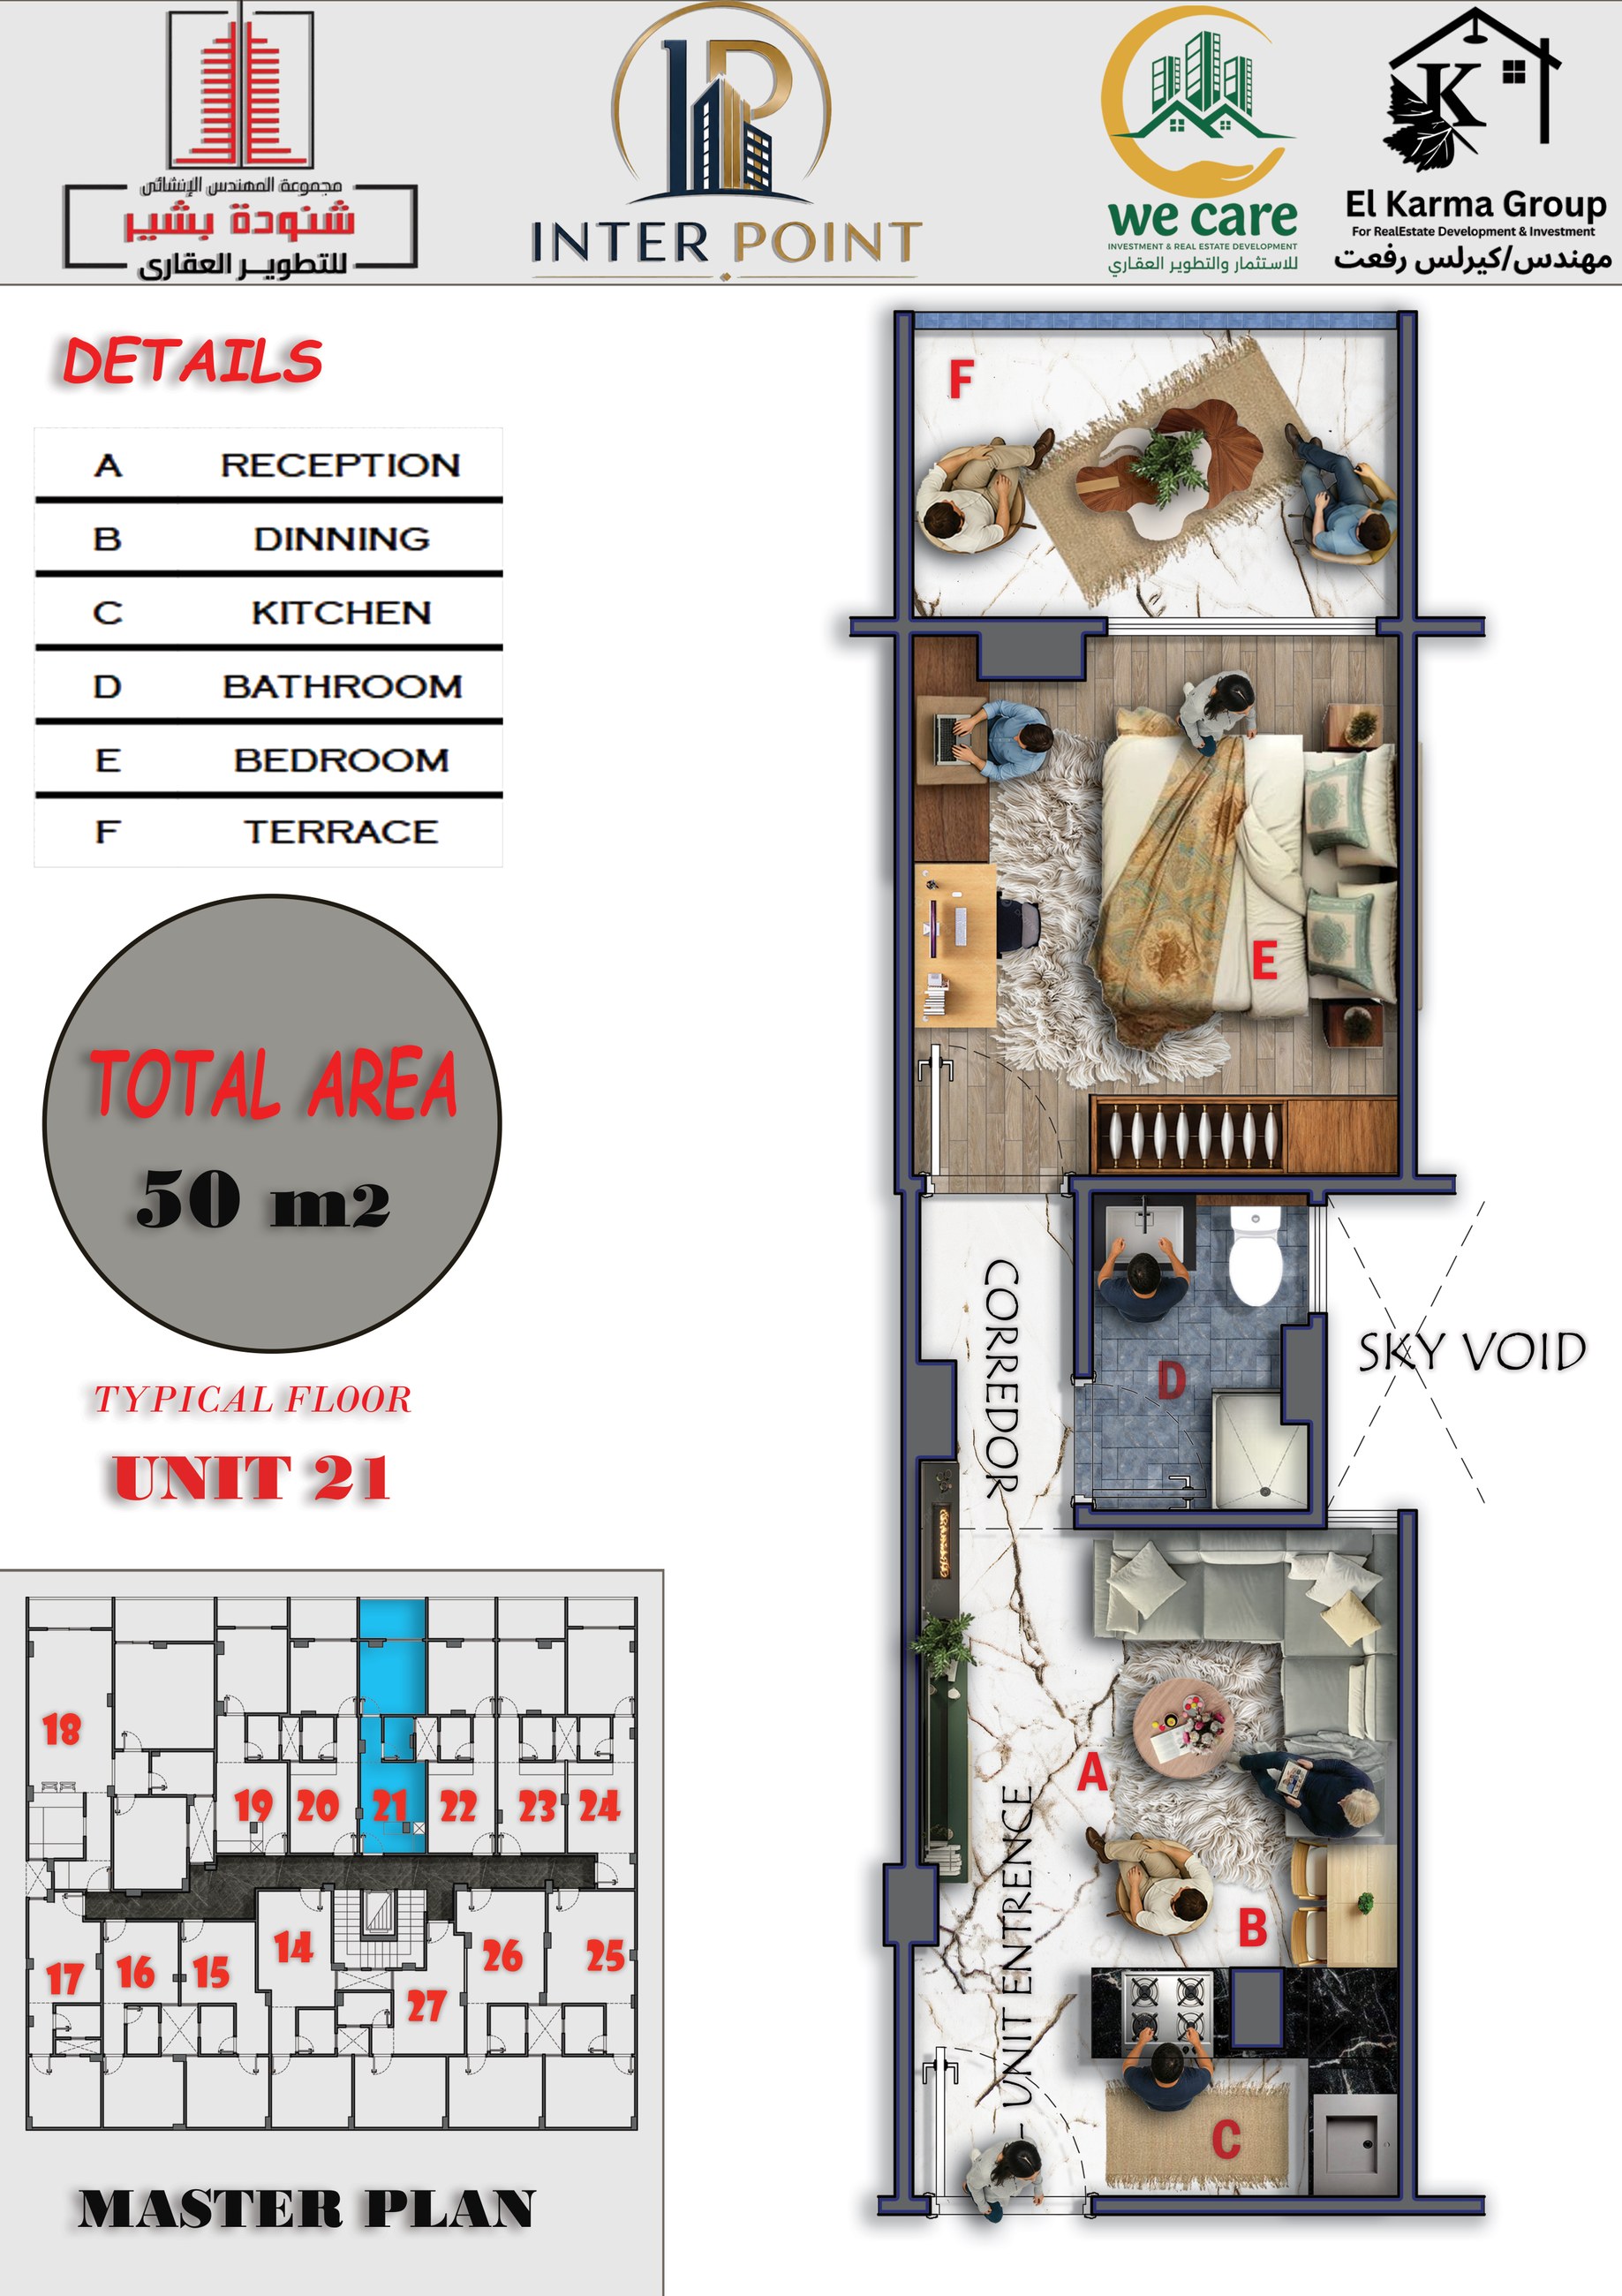 مجموعة المهندس الإنشائى
شنودة بشير
للتطوير العقارى
INTER POINT
we care
INVESTMENT & REAL ESTATE DEVELOPMENT
للاستثمار والتطوير العقارى
K
El Karma Group
For RealEstate Development & Investment
مهندس/كيرلس رفعت
DETAILS
A RECEPTION
B DINNING
C KITCHEN
D BATHROOM
E BEDROOM
F TERRACE
TOTAL AREA
50 m2
TYPICAL FLOOR
UNIT 21
F
E
CORREDOR
D
SKY VOID
A
UNIT ENTRENCE
B
C
18
19 20 21 22 23 24
17 16 15 14 27 26 25
MASTER PLAN